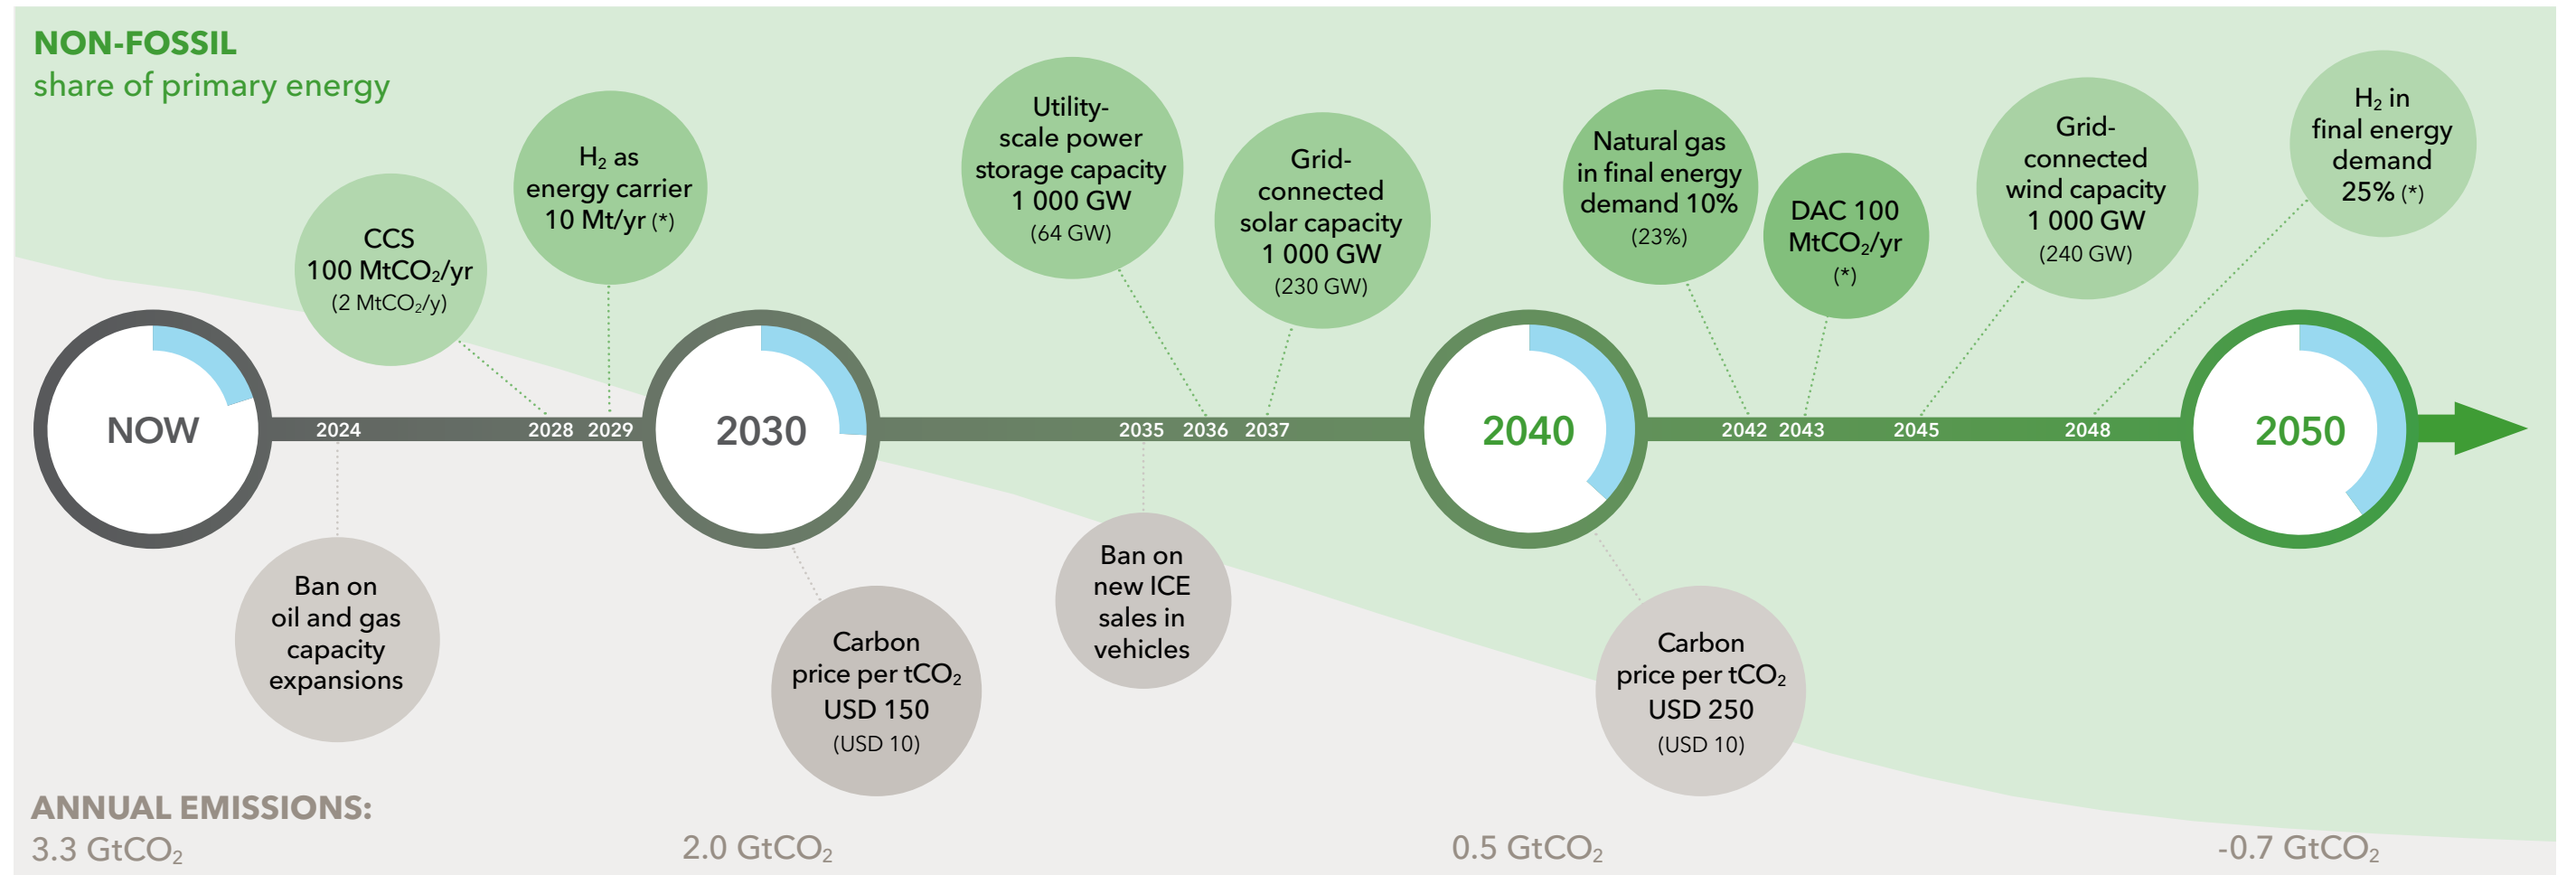 NON-FOSSIL
share of primary energy
CCS
100 MtCO₂/yr
(2 MtCO₂/y)
H₂ as
energy carrier
10 Mt/yr (*)
Utility-
scale power
storage capacity
1 000 GW
(64 GW)
Grid-
connected
solar capacity
1 000 GW
(230 GW)
Natural gas
in final energy
demand 10%
(23%)
DAC 100
MtCO₂/yr
(*)
Grid-
connected
wind capacity
1 000 GW
(240 GW)
H₂ in
final energy
demand
25% (*)
NOW
2024
2028
2029
2030
2035
2036
2037
2040
2042
2043
2045
2048
2050
Ban on
oil and gas
capacity
expansions
Carbon
price per tCO₂
USD 150
(USD 10)
Ban on
new ICE
sales in
vehicles
Carbon
price per tCO₂
USD 250
(USD 10)
ANNUAL EMISSIONS:
3.3 GtCO₂
2.0 GtCO₂
0.5 GtCO₂
-0.7 GtCO₂